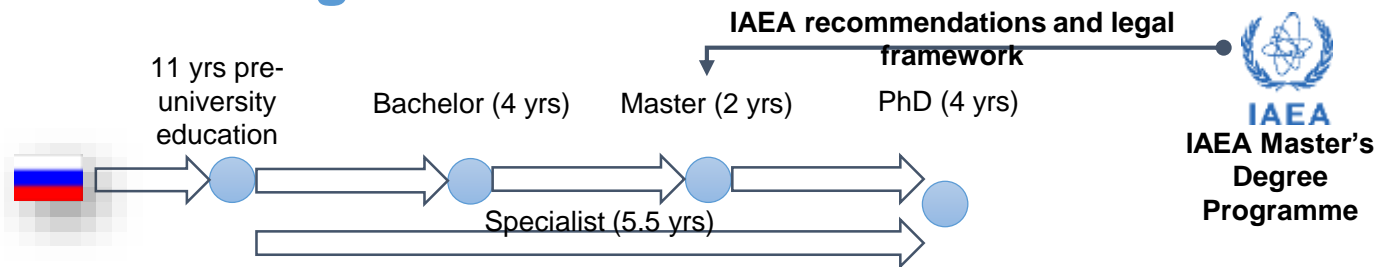 IAEA recommendations and legal
framework
11 yrs pre-
university
education
Bachelor (4 yrs)
Master (2 yrs)
PhD (4 yrs)
Specialist (5.5 yrs)
IAEA
IAEA Master's
Degree
Programme